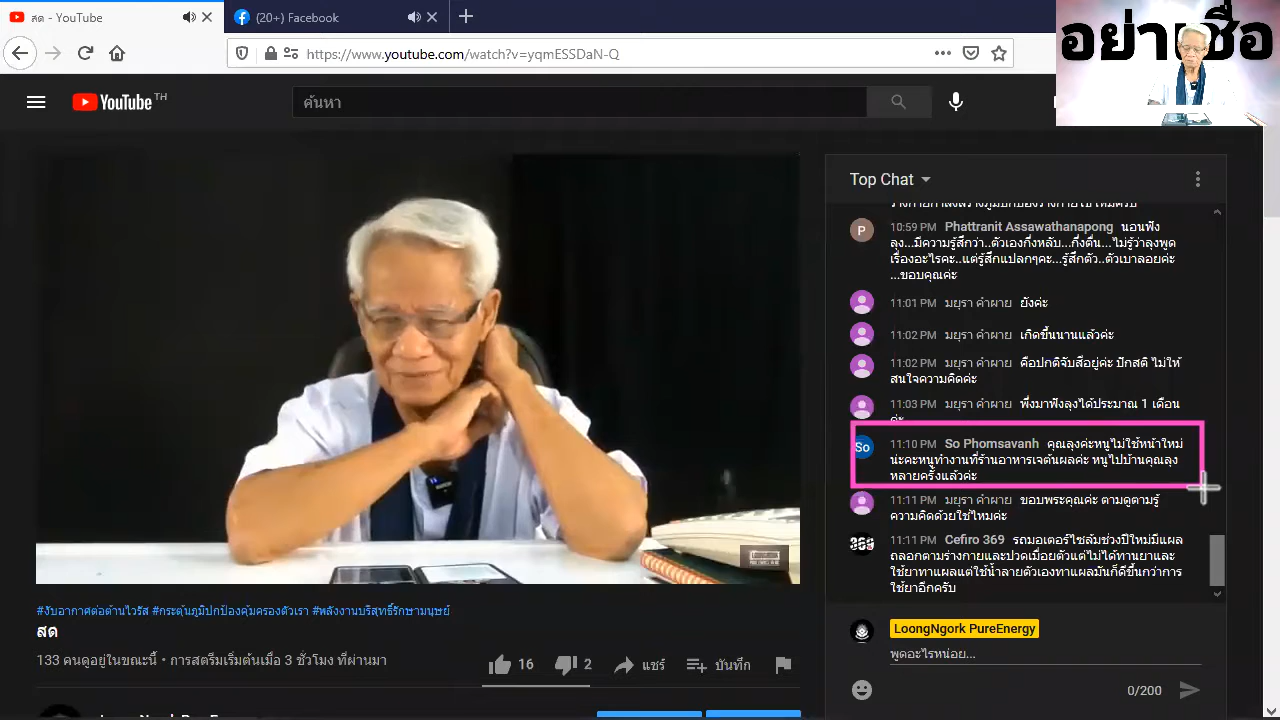 สด - YouTube
(20+) Facebook
https://www.youtube.com/watch?v=yqmESSDaN-Q
อย่าเชื่อ
YouTube TH
ค้นหา
Top Chat
10:59 PM Phattranit Assawathanapong นอนฟัง
ลุง...มีความรู้สึกว่า..ตัวเองกึ่งหลับ...กึ่งตื่น...ไม่รู้ว่าลุงพูด
เรื่องอะไรคะ..แต่รู้สึกแปลกๆคะ...รู้สึกตัว..ตัวเบาลอยค่ะ
...ขอบคุณค่ะ
11:01 PM มยุรา คำผาย ยังค่ะ
11:02 PM มยุรา คำผาย เกิดขึ้นนานแล้วค่ะ
11:02 PM มยุรา คำผาย คือปกติจับสีอยู่ค่ะ ปักสติ ไม่ให้
สนใจความคิดค่ะ
11:03 PM มยุรา คำผาย พึ่งมาฟังลุงได้ประมาณ 1 เดือน
ค่ะ
So 11:10 PM So Phomsavanh คุณลุงค่ะหนูไม่ใช้หน้าใหม่
น่ะคะหนูทำงานที่ร้านอาหารเจต้นผลค่ะ หนูไปบ้านคุณลุง
หลายครั้งแล้วค่ะ
11:11 PM มยุรา คำผาย ขอบพระคุณค่ะ ตามดูตามรู้
ความคิดด้วยใช่ไหมค่ะ
11:11 PM Cefiro 369 รถมอเตอร์ไซล้มช่วงปีใหม่มีแผล
ถลอกตามร่างกายและปวดเมื่อยตัวแต่ไม่ได้ทานยาและ
ใช้ยาทาแผลแต่ใช้น้ำลายตัวเองทาแผลมันก็ดีขึ้นกว่าการ
ใช้ยาอีกครับ
#งับอากาศต่อต้านไวรัส #กระตุ้นภูมิปกป้องคุ้มครองตัวเรา #พลังงานบริสุทธิ์รักษามนุษย์
สด
133 คนดูอยู่ในขณะนี้ • การสตรีมเริ่มต้นเมื่อ 3 ชั่วโมง ที่ผ่านมา
16 2 แชร์ บันทึก
LoongNgork PureEnergy
พูดอะไรหน่อย...
0/200